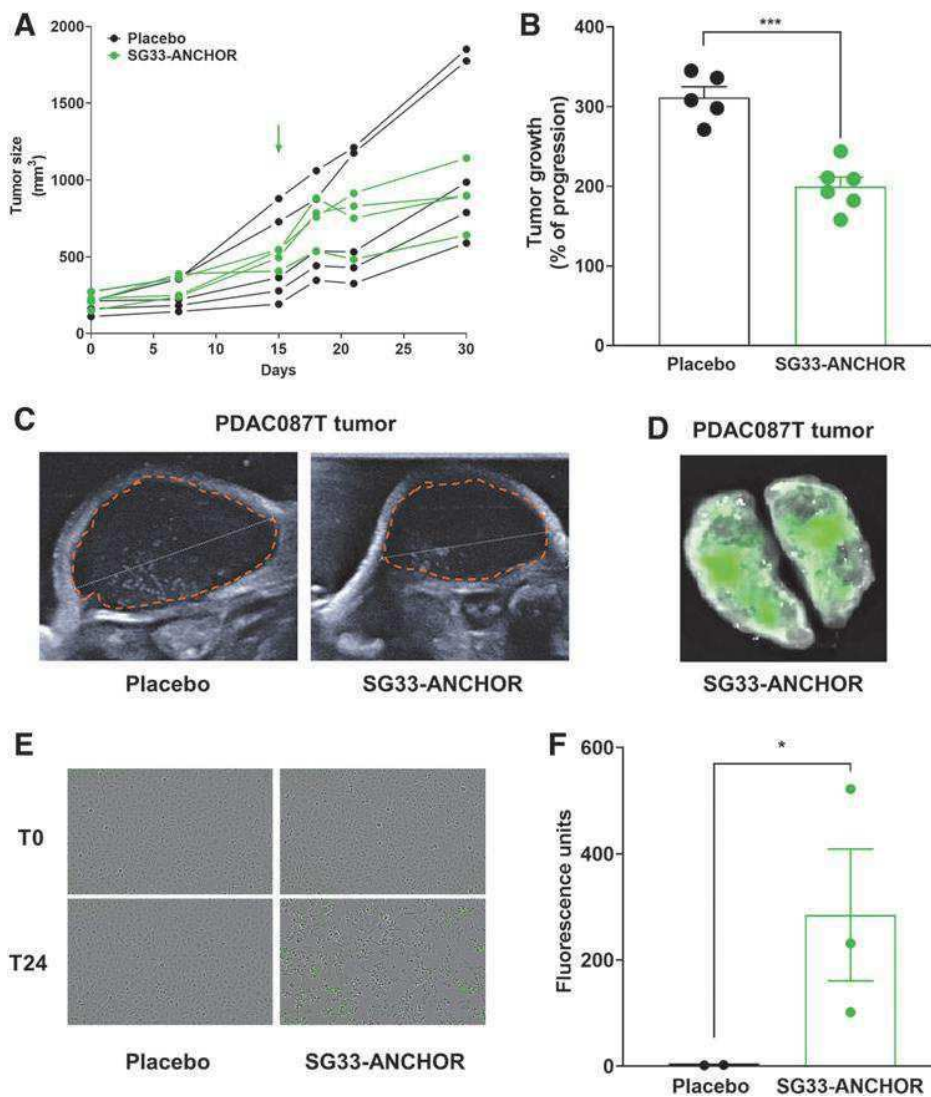 A
Placebo
SG33-ANCHOR
Tumor size
(mm³)
2000
1500
1000
500
0
0 5 10 15 20 25 30
Days
B
***
Tumor growth
(% of progression)
400
300
200
100
0
Placebo SG33-ANCHOR
C
PDAC087T tumor
Placebo SG33-ANCHOR
D
PDAC087T tumor
SG33-ANCHOR
E
T0
T24
Placebo SG33-ANCHOR
F
*
Fluorescence units
600
400
200
0
Placebo SG33-ANCHOR